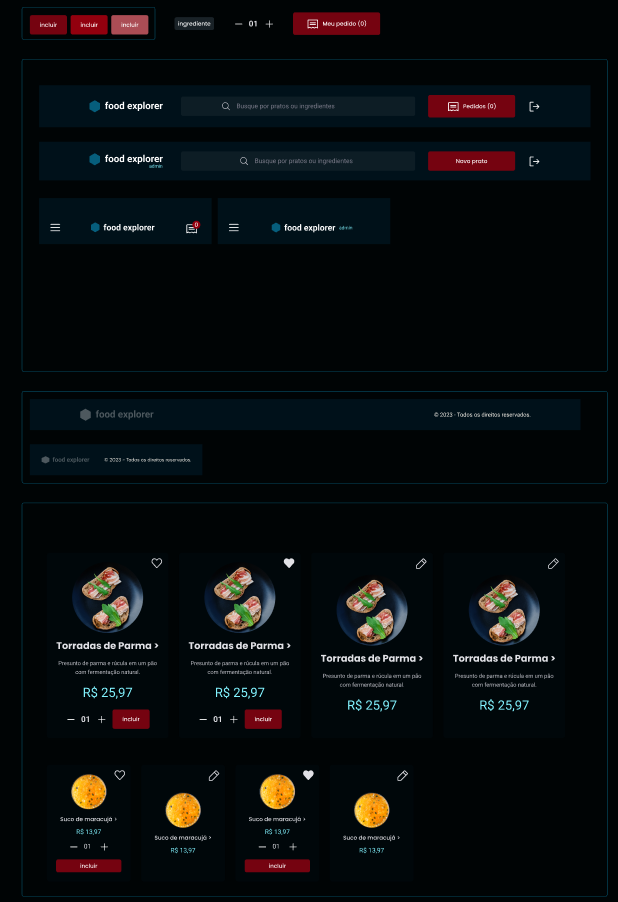 incluir incluir incluir ingrediente 01 Meu pedido (0)
food explorer Busque por pratos ou ingredientes Pedidos (0)
food explorer Busque por pratos ou ingredientes Novo prato
admin
food explorer 0 food explorer admin
food explorer © 2023 - Todos os direitos reservados.
food explorer © 2023 - Todos os direitos reservados.
Torradas de Parma >
Presunto de parma e rúcula em um pão
com fermentação natural.
R$ 25,97
01 incluir
Torradas de Parma >
Presunto de parma e rúcula em um pão
com fermentação natural.
R$ 25,97
01 incluir
Torradas de Parma >
Presunto de parma e rúcula em um pão
com fermentação natural.
R$ 25,97
Torradas de Parma >
Presunto de parma e rúcula em um pão
com fermentação natural.
R$ 25,97
Suco de maracujá >
R$ 13,97
01
incluir
Suco de maracujá >
R$ 13,97
Suco de maracujá >
R$ 13,97
01
incluir
Suco de maracujá >
R$ 13,97